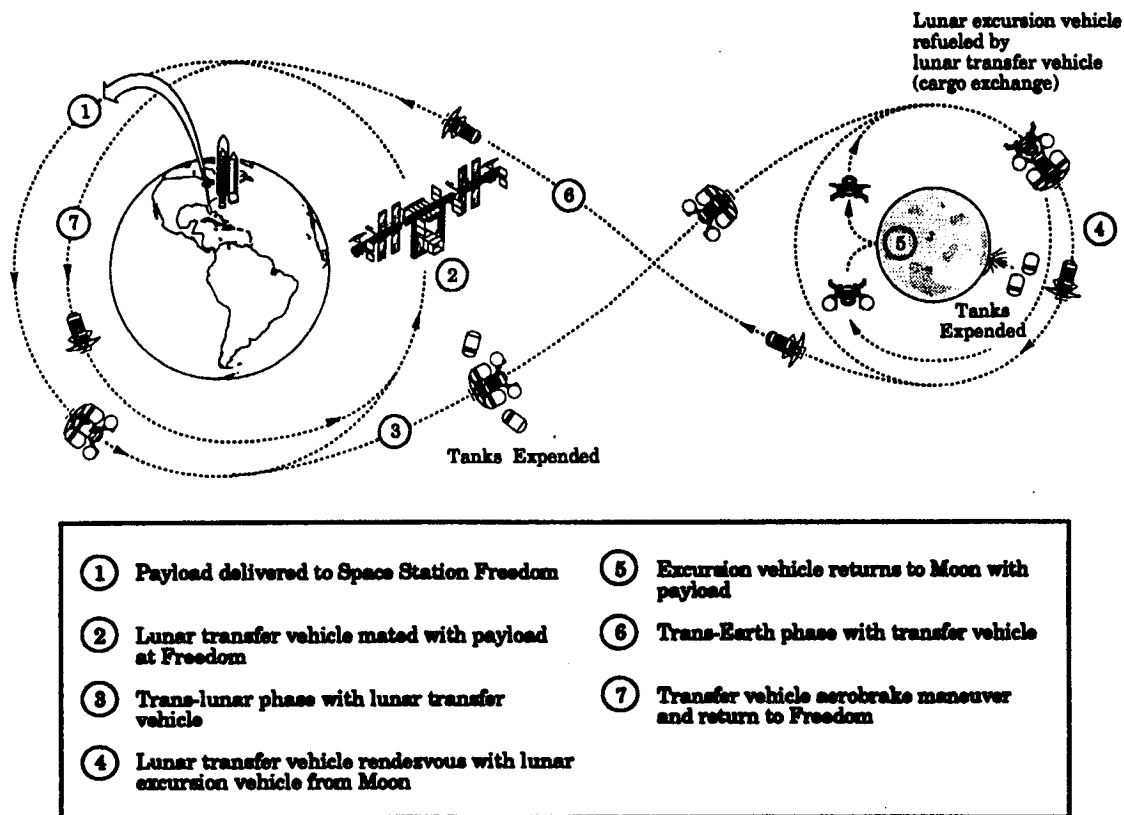 Lunar excursion vehicle
refueled by
lunar transfer vehicle
(cargo exchange)
1
7
2
6
4
5
Tanks
Expended
3
Tanks Expended
1 Payload delivered to Space Station Freedom
2 Lunar transfer vehicle mated with payload
at Freedom
3 Trans-lunar phase with lunar transfer
vehicle
4 Lunar transfer vehicle rendezvous with lunar
excursion vehicle from Moon
5 Excursion vehicle returns to Moon with
payload
6 Trans-Earth phase with transfer vehicle
7 Transfer vehicle aerobrake maneuver
and return to Freedom